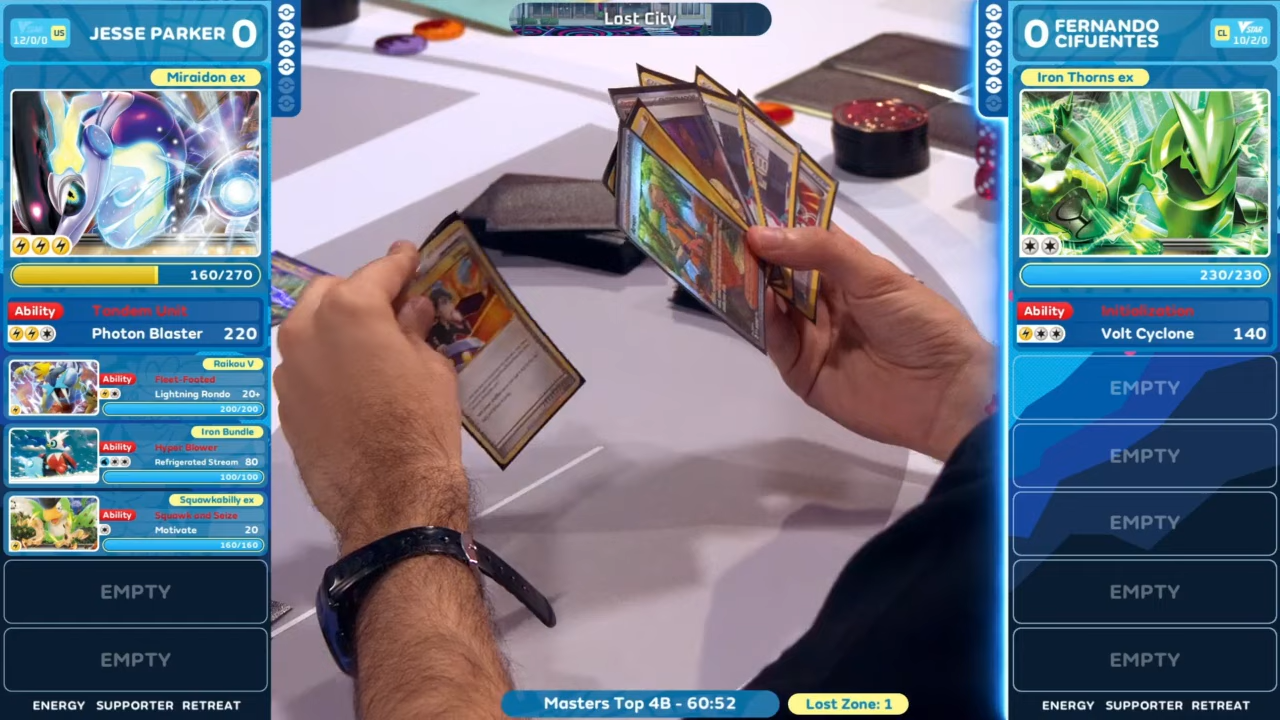 VSTAR
12/0/0
US
JESSE PARKER 0
Miraidon ex
160/270
Ability Tandem Unit
Photon Blaster 220
Raikou V
Ability Fleet-Footed
Lightning Rondo 20+
200/200
Iron Bundle
Ability Hyper Blower
Refrigerated Stream 80
100/100
Squawkabilly ex
Ability Squawk and Seize
Motivate 20
160/160
EMPTY
EMPTY
ENERGY SUPPORTER RETREAT
Lost City
Masters Top 4B - 60:52
Lost Zone: 1
0 FERNANDO
CIFUENTES
CL
VSTAR
10/2/0
Iron Thorns ex
230/230
Ability Initialization
Volt Cyclone 140
EMPTY
EMPTY
EMPTY
EMPTY
EMPTY
ENERGY SUPPORTER RETREAT